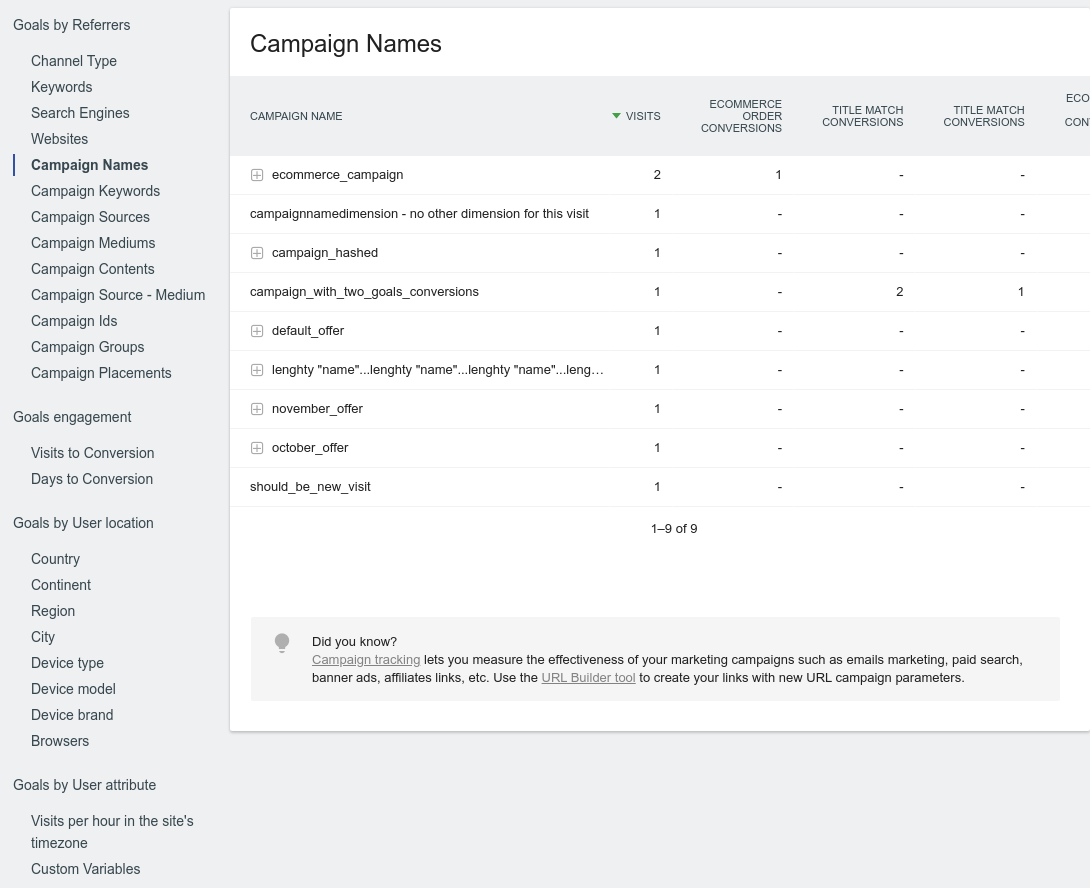 Goals by Referrers
Channel Type
Keywords
Search Engines
Websites
Campaign Names
Campaign Keywords
Campaign Sources
Campaign Mediums
Campaign Contents
Campaign Source - Medium
Campaign Ids
Campaign Groups
Campaign Placements
Goals engagement
Visits to Conversion
Days to Conversion
Goals by User location
Country
Continent
Region
City
Device type
Device model
Device brand
Browsers
Goals by User attribute
Visits per hour in the site's
timezone
Custom Variables
Campaign Names
CAMPAIGN NAME VISITS ECOMMERCE ORDER CONVERSIONS TITLE MATCH CONVERSIONS TITLE MATCH CONVERSIONS ECO CON
ecommerce_campaign 2 1 - -
campaignnamedimension - no other dimension for this visit 1 - - -
campaign_hashed 1 - - -
campaign_with_two_goals_conversions 1 - 2 1
default_offer 1 - - -
lenghty "name"...lenghty "name"...lenghty "name"...leng... 1 - - -
november_offer 1 - - -
october_offer 1 - - -
should_be_new_visit 1 - - -
1–9 of 9
Did you know?
Campaign tracking lets you measure the effectiveness of your marketing campaigns such as emails marketing, paid search,
banner ads, affiliates links, etc. Use the URL Builder tool to create your links with new URL campaign parameters.